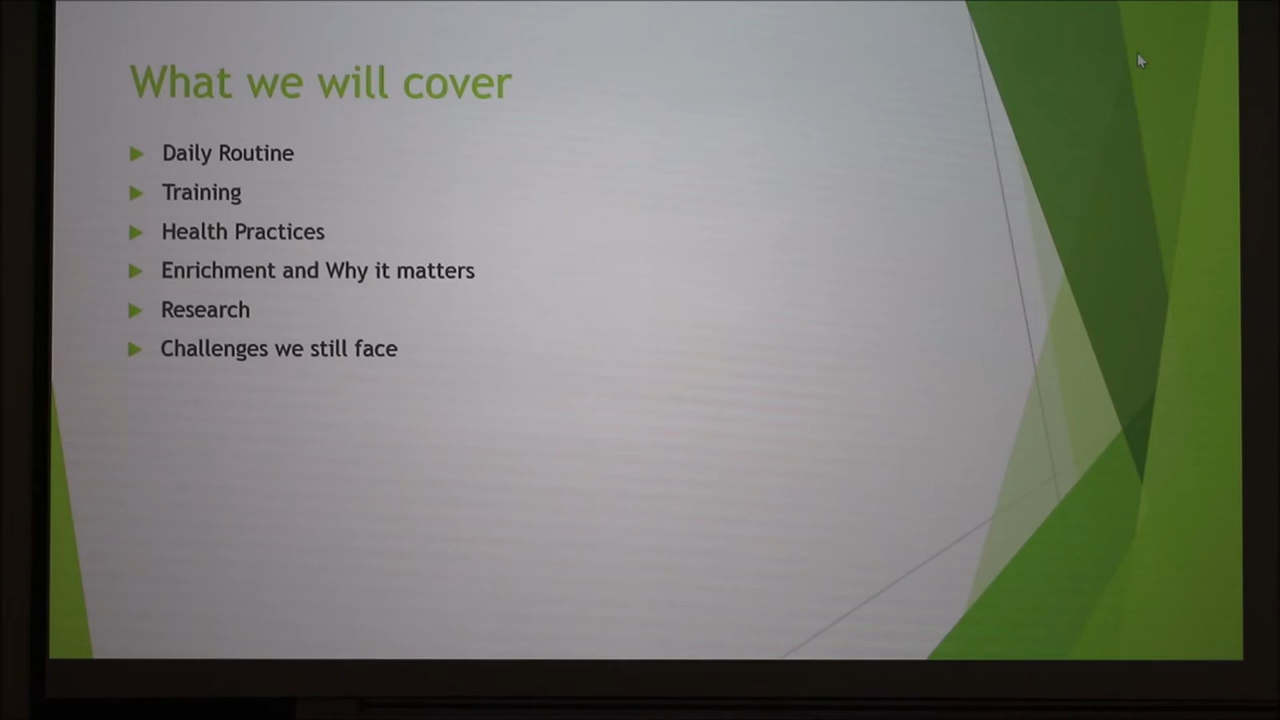 What we will cover
Daily Routine
Training
Health Practices
Enrichment and Why it matters
Research
Challenges we still face